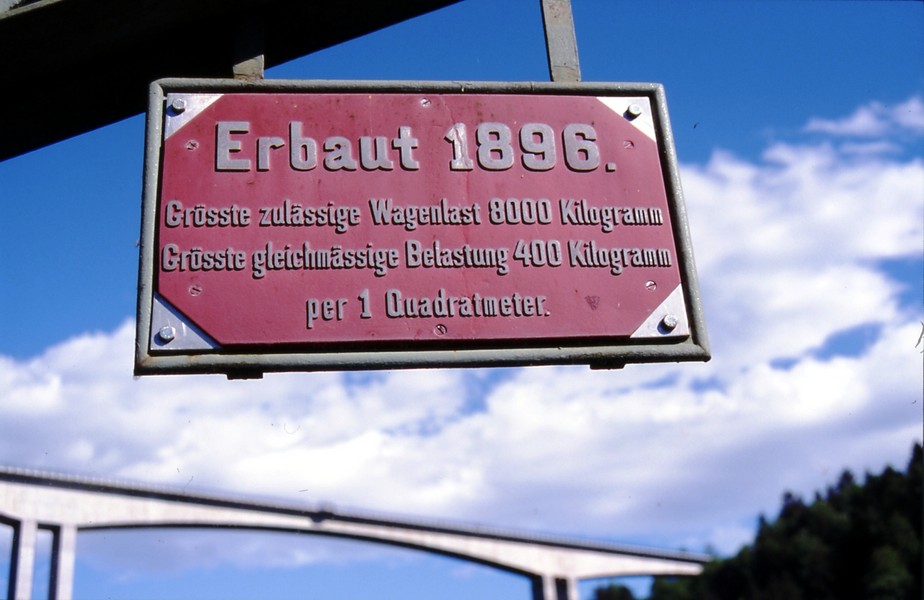 Erbaut 1896.
Grösste zulässige Wagenlast 8000 Kilogramm
Grösste gleichmässige Belastung 400 Kilogramm
per 1 Quadratmeter.